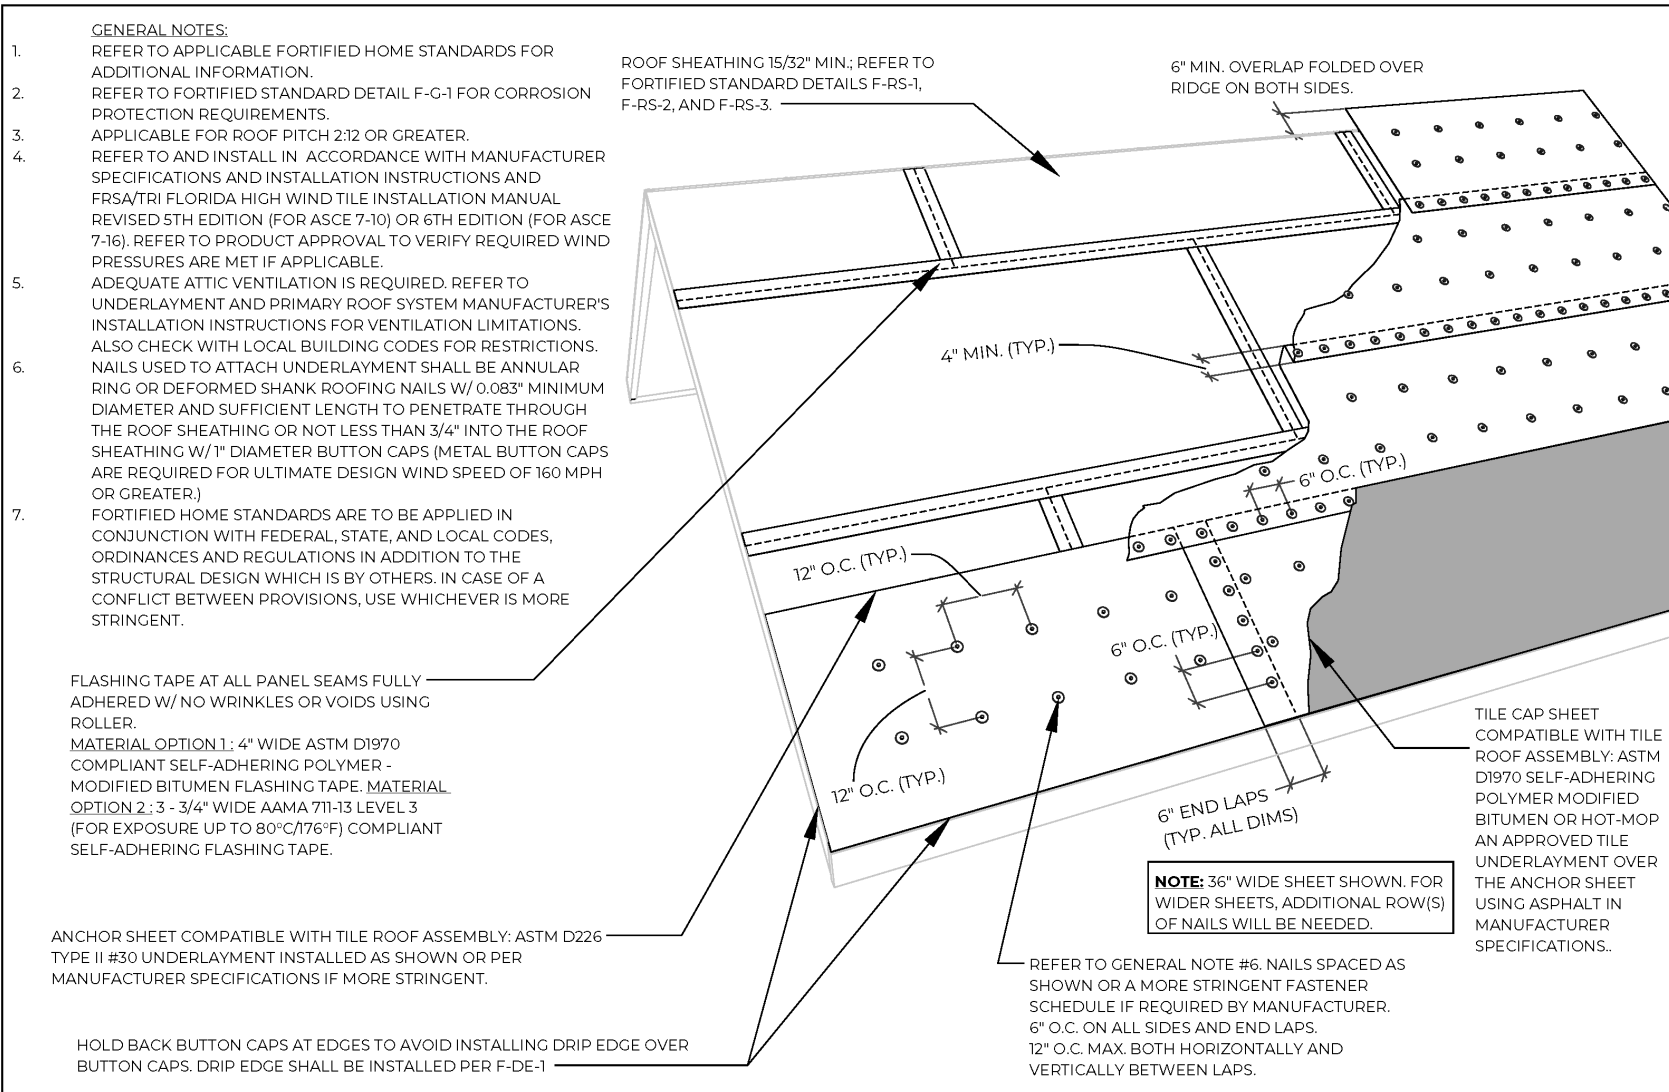 GENERAL NOTES:
1. REFER TO APPLICABLE FORTIFIED HOME STANDARDS FOR
ADDITIONAL INFORMATION.
2. REFER TO FORTIFIED STANDARD DETAIL F-G-1 FOR CORROSION
PROTECTION REQUIREMENTS.
3. APPLICABLE FOR ROOF PITCH 2:12 OR GREATER.
4. REFER TO AND INSTALL IN ACCORDANCE WITH MANUFACTURER
SPECIFICATIONS AND INSTALLATION INSTRUCTIONS AND
FRSA/TRI FLORIDA HIGH WIND TILE INSTALLATION MANUAL
REVISED 5TH EDITION (FOR ASCE 7-10) OR 6TH EDITION (FOR ASCE
7-16). REFER TO PRODUCT APPROVAL TO VERIFY REQUIRED WIND
PRESSURES ARE MET IF APPLICABLE.
5. ADEQUATE ATTIC VENTILATION IS REQUIRED. REFER TO
UNDERLAYMENT AND PRIMARY ROOF SYSTEM MANUFACTURER'S
INSTALLATION INSTRUCTIONS FOR VENTILATION LIMITATIONS.
ALSO CHECK WITH LOCAL BUILDING CODES FOR RESTRICTIONS.
6. NAILS USED TO ATTACH UNDERLAYMENT SHALL BE ANNULAR
RING OR DEFORMED SHANK ROOFING NAILS W/ 0.083" MINIMUM
DIAMETER AND SUFFICIENT LENGTH TO PENETRATE THROUGH
THE ROOF SHEATHING OR NOT LESS THAN 3/4" INTO THE ROOF
SHEATHING W/ 1" DIAMETER BUTTON CAPS (METAL BUTTON CAPS
ARE REQUIRED FOR ULTIMATE DESIGN WIND SPEED OF 160 MPH
OR GREATER.)
7. FORTIFIED HOME STANDARDS ARE TO BE APPLIED IN
CONJUNCTION WITH FEDERAL, STATE, AND LOCAL CODES,
ORDINANCES AND REGULATIONS IN ADDITION TO THE
STRUCTURAL DESIGN WHICH IS BY OTHERS. IN CASE OF A
CONFLICT BETWEEN PROVISIONS, USE WHICHEVER IS MORE
STRINGENT.
ROOF SHEATHING 15/32" MIN.; REFER TO
FORTIFIED STANDARD DETAILS F-RS-1,
F-RS-2, AND F-RS-3.
6" MIN. OVERLAP FOLDED OVER
RIDGE ON BOTH SIDES.
4" MIN. (TYP.)
6" O.C. (TYP.)
12" O.C. (TYP.)
6" O.C. (TYP.)
12" O.C. (TYP.)
6" END LAPS
(TYP. ALL DIMS)
FLASHING TAPE AT ALL PANEL SEAMS FULLY
ADHERED W/ NO WRINKLES OR VOIDS USING
ROLLER.
MATERIAL OPTION 1 : 4" WIDE ASTM D1970
COMPLIANT SELF-ADHERING POLYMER -
MODIFIED BITUMEN FLASHING TAPE. MATERIAL
OPTION 2 : 3 - 3/4" WIDE AAMA 711-13 LEVEL 3
(FOR EXPOSURE UP TO 80°C/176°F) COMPLIANT
SELF-ADHERING FLASHING TAPE.
TILE CAP SHEET
COMPATIBLE WITH TILE
ROOF ASSEMBLY: ASTM
D1970 SELF-ADHERING
POLYMER MODIFIED
BITUMEN OR HOT-MOP
AN APPROVED TILE
UNDERLAYMENT OVER
THE ANCHOR SHEET
USING ASPHALT IN
MANUFACTURER
SPECIFICATIONS..
NOTE: 36" WIDE SHEET SHOWN. FOR
WIDER SHEETS, ADDITIONAL ROW(S)
OF NAILS WILL BE NEEDED.
ANCHOR SHEET COMPATIBLE WITH TILE ROOF ASSEMBLY: ASTM D226
TYPE II #30 UNDERLAYMENT INSTALLED AS SHOWN OR PER
MANUFACTURER SPECIFICATIONS IF MORE STRINGENT.
REFER TO GENERAL NOTE #6. NAILS SPACED AS
SHOWN OR A MORE STRINGENT FASTENER
SCHEDULE IF REQUIRED BY MANUFACTURER.
6" O.C. ON ALL SIDES AND END LAPS.
12" O.C. MAX. BOTH HORIZONTALLY AND
VERTICALLY BETWEEN LAPS.
HOLD BACK BUTTON CAPS AT EDGES TO AVOID INSTALLING DRIP EDGE OVER
BUTTON CAPS. DRIP EDGE SHALL BE INSTALLED PER F-DE-1